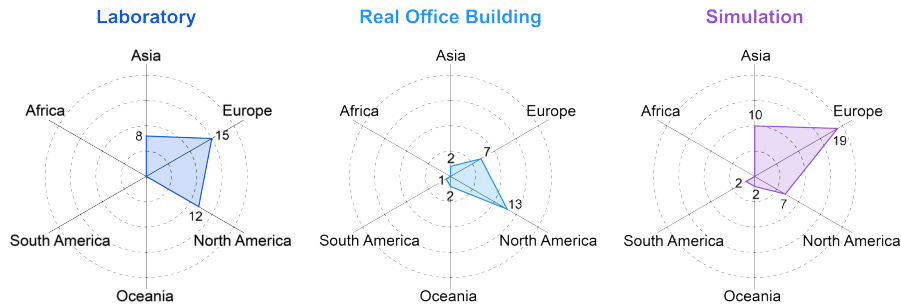 Laboratory
Asia
Africa
Europe
8
15
12
South America
North America
Oceania
Real Office Building
Asia
Africa
Europe
2
7
1
2
13
South America
North America
Oceania
Simulation
Asia
Africa
Europe
10
19
2
2
7
South America
North America
Oceania